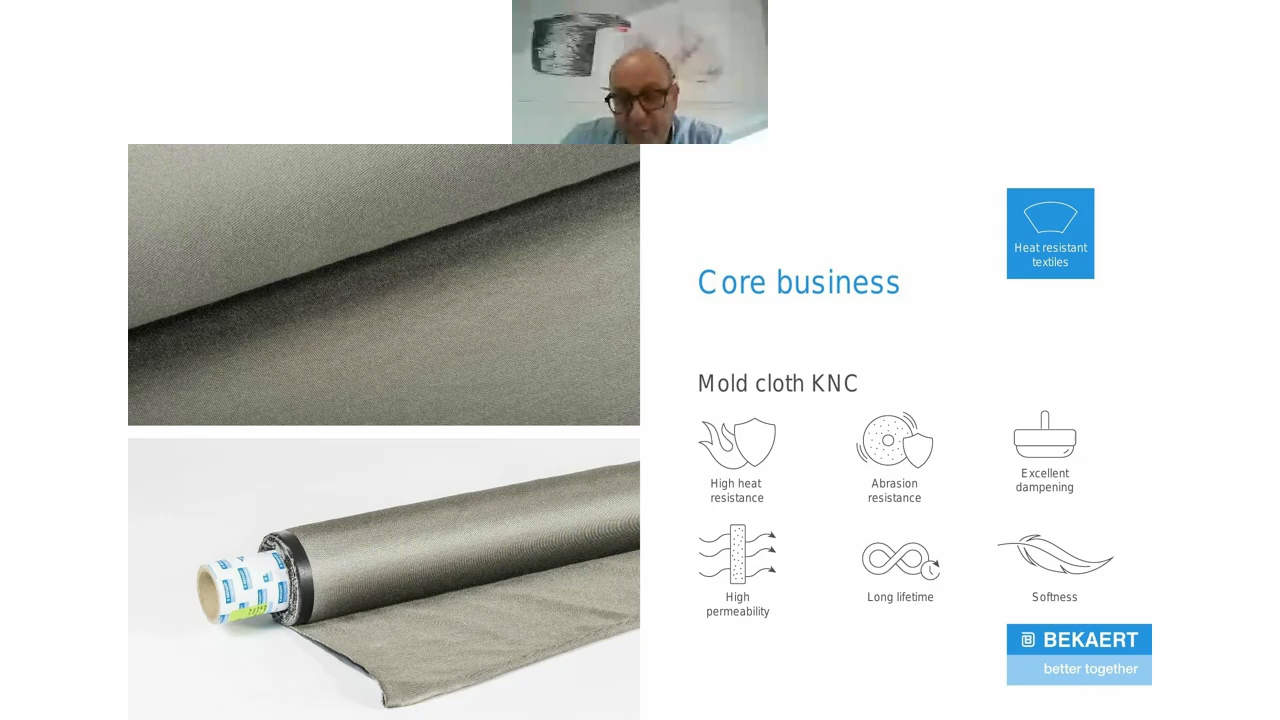 Heat resistant
textiles
Core business
Mold cloth KNC
High heat
resistance
Abrasion
resistance
Excellent
dampening
High
permeability
Long lifetime
Softness
BEKAERT
better together